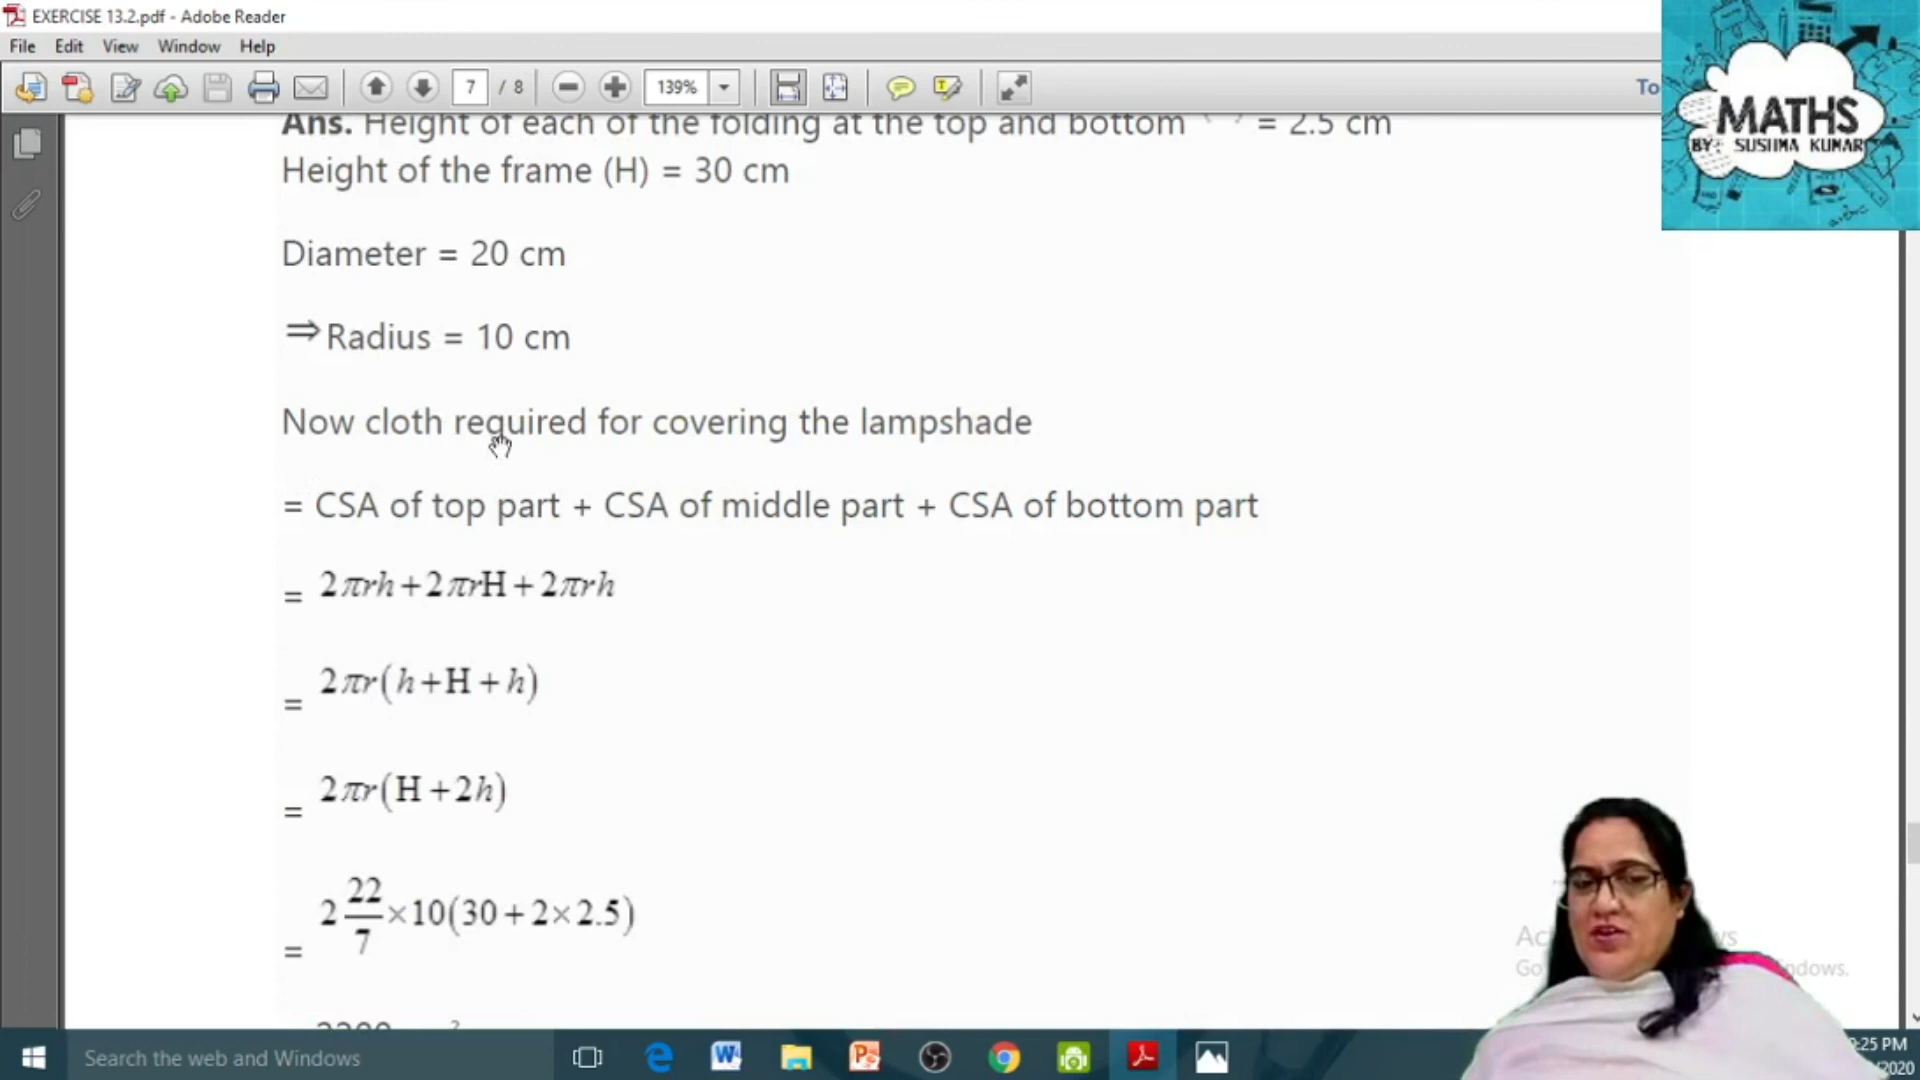 EXERCISE 13.2.pdf - Adobe Reader
File Edit View Window Help
7 / 8 139% To
MATHS
BY: SUSHMA KUMAR
Ans. Height of each of the folding at the top and bottom = 2.5 cm
Height of the frame (H) = 30 cm
Diameter = 20 cm
⇒Radius = 10 cm
Now cloth required for covering the lampshade
= CSA of top part + CSA of middle part + CSA of bottom part
= 2πrh+2πrH+2πrh
= 2πr(h+H+h)
= 2πr(H+2h)
= 2 22/7 ×10(30+2×2.5)
Search the web and Windows
:25 PM
/2020